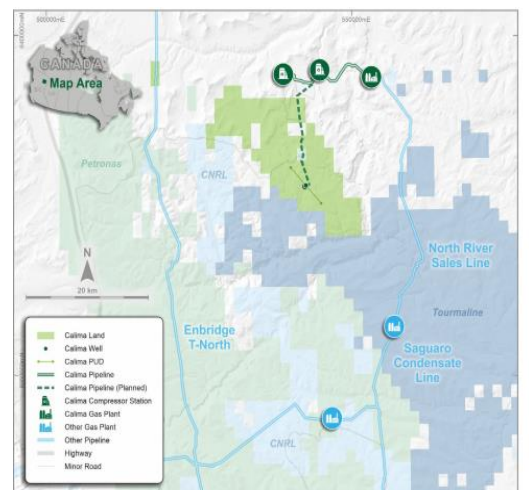 500000mE
550000mE
CANADA
Map Area
Petronas
CNRL
N
20 km
North River
Sales Line
Tourmaline
Enbridge
T-North
Saguaro
Condensate
Line
CNRL
Calima Land
Calima Well
Calima PUD
Calima Pipeline
Calima Pipeline (Planned)
Calima Compressor Station
Calima Gas Plant
Other Gas Plant
Other Pipeline
Highway
Minor Road